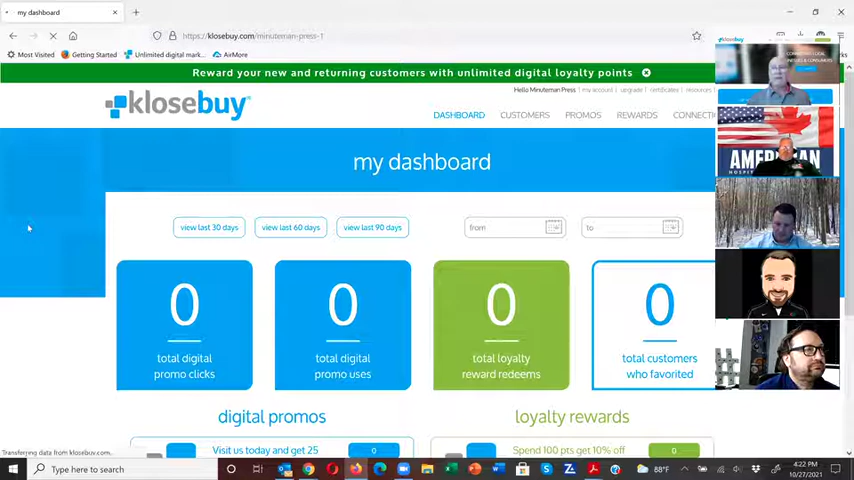 my dashboard
https://klosebuy.com/minuteman-press-1
Most Visited
Getting Started
Unlimited digital mark...
AirMore
Reward your new and returning customers with unlimited digital loyalty points
klosebuy
Hello Minuteman Press | my account | upgrade | certificates | resources
DASHBOARD
CUSTOMERS
PROMOS
REWARDS
CONNECTI
my dashboard
view last 30 days
view last 60 days
view last 90 days
from
to
0
total digital
promo clicks
0
total digital
promo uses
0
total loyalty
reward redeems
0
total customers
who favorited
digital promos
loyalty rewards
Visit us today and get 25
0
Spend 100 pts get 10% off
0
Transferring data from klosebuy.com...
Type here to search
88°F
4:22 PM
10/27/2021
klosebuy
AMERICAN